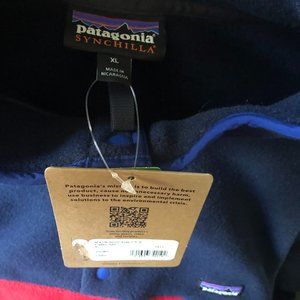 patagonia
SYNCHILLA
XL
MADE IN
NICARAGUA
Patagonia's mission is to build the best
product, cause no unnecessary harm,
use business to inspire and implement
solutions to the environmental crisis.
patagonia